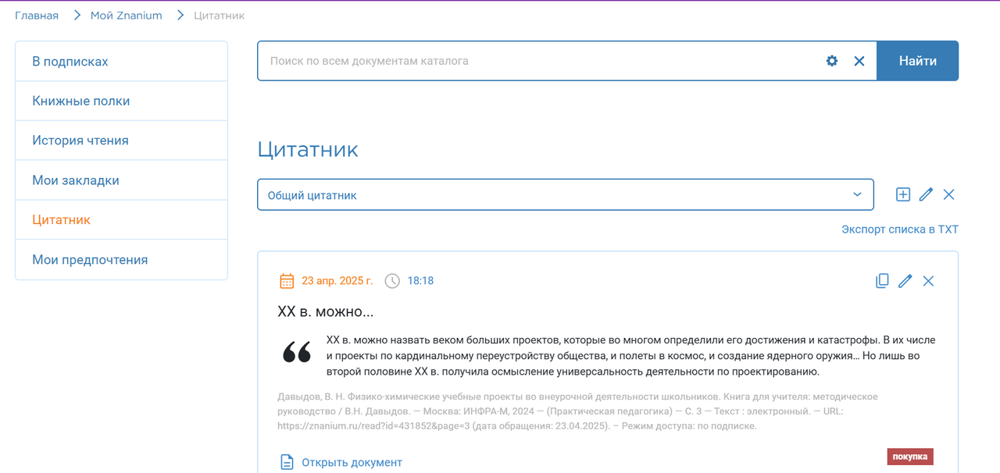 Главная
Мой Znanium
Цитатник
В подписках
Книжные полки
История чтения
Мои закладки
Цитатник
Мои предпочтения
Поиск по всем документам каталога
Найти
Цитатник
Общий цитатник
Экспорт списка в TXT
23 апр. 2025 г.
18:18
XX в. можно...
XX в. можно назвать веком больших проектов, которые во многом определили его достижения и катастрофы. В их числе
и проекты по кардинальному переустройству общества, и полеты в космос, и создание ядерного оружия... Но лишь во
второй половине XX в. получила осмысление универсальность деятельности по проектированию.
Давыдов, В. Н. Физико-химические учебные проекты во внеурочной деятельности школьников. Книга для учителя: методическое
руководство / В.Н. Давыдов. — Москва: ИНФРА-М, 2024 — (Практическая педагогика) — С. 3 — Текст : электронный. — URL:
https://znanium.ru/read?id=431852&page=3 (дата обращения: 23.04.2025). – Режим доступа: по подписке.
Открыть документ
покупка